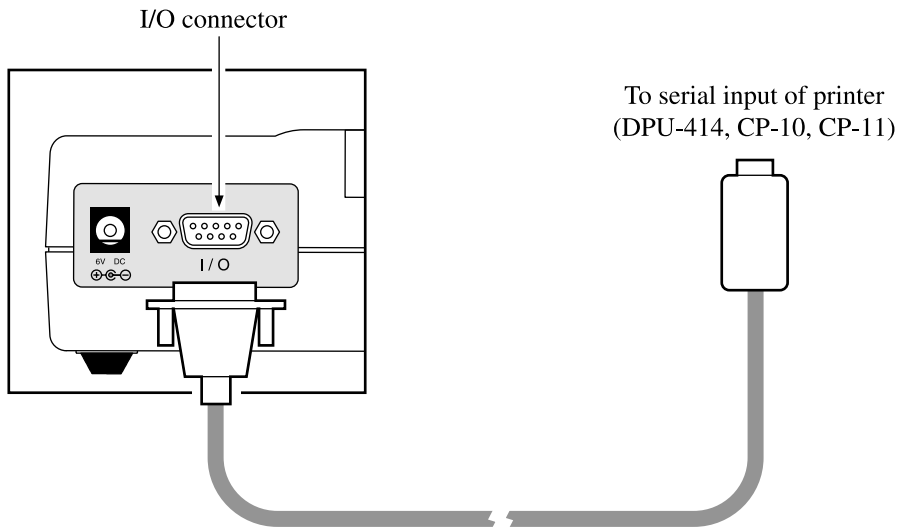 I/O connector
To serial input of printer
(DPU-414, CP-10, CP-11)
6V DC
I / O